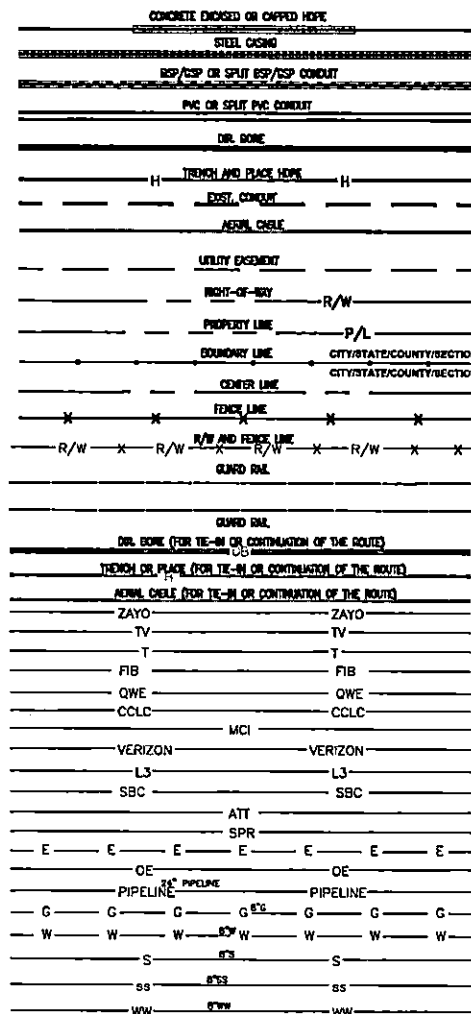 CONCRETE ENCASED OR CAPPED HDPE
STEEL CASING
BSP/GSP OR SPLIT BSP/GSP CONDUIT
PVC OR SPLIT PVC CONDUIT
DIR. BORE
TRENCH AND PLACE HDPE
H H
EXIST. CONDUIT
AERIAL CABLE
UTILITY EASEMENT
RIGHT-OF-WAY
R/W
PROPERTY LINE
P/L
BOUNDARY LINE CITY/STATE/COUNTY/SECTION
CITY/STATE/COUNTY/SECTION
CENTER LINE
FENCE LINE
X X X X X
R/W AND FENCE LINE
R/W X R/W X R/W X R/W X
GUARD RAIL
GUARD RAIL
DIR. BORE (FOR TIE-IN OR CONTINUATION OF THE ROUTE)
DB
TRENCH OR PLACE (FOR TIE-IN OR CONTINUATION OF THE ROUTE)
H
AERIAL CABLE (FOR TIE-IN OR CONTINUATION OF THE ROUTE)
ZAYO ZAYO
TV TV
T T
FIB FIB
QWE QWE
CCLC CCLC
MCI
VERIZON VERIZON
L3 L3
SBC SBC
ATT
SPR
E E E E E E E
OE OE
24" PIPELINE
PIPELINE PIPELINE
G G G G 8"G G G G
W W W 8"W W W W W
S 8"S S
SS SS
WW 8"WW WW